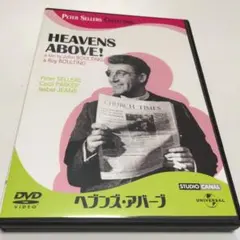 PETER SELLERS COLLECTION
HEAVENS
ABOVE!
a film by John BOULTING
& Roy BOULTING
Peter SELLERS
Cecil PARKER
Isabel JEANS
CHURCH TIMES
DVD
VIDEO
STUDIO CANAL
UNIVERSAL
ヘブンズ・アバーブ